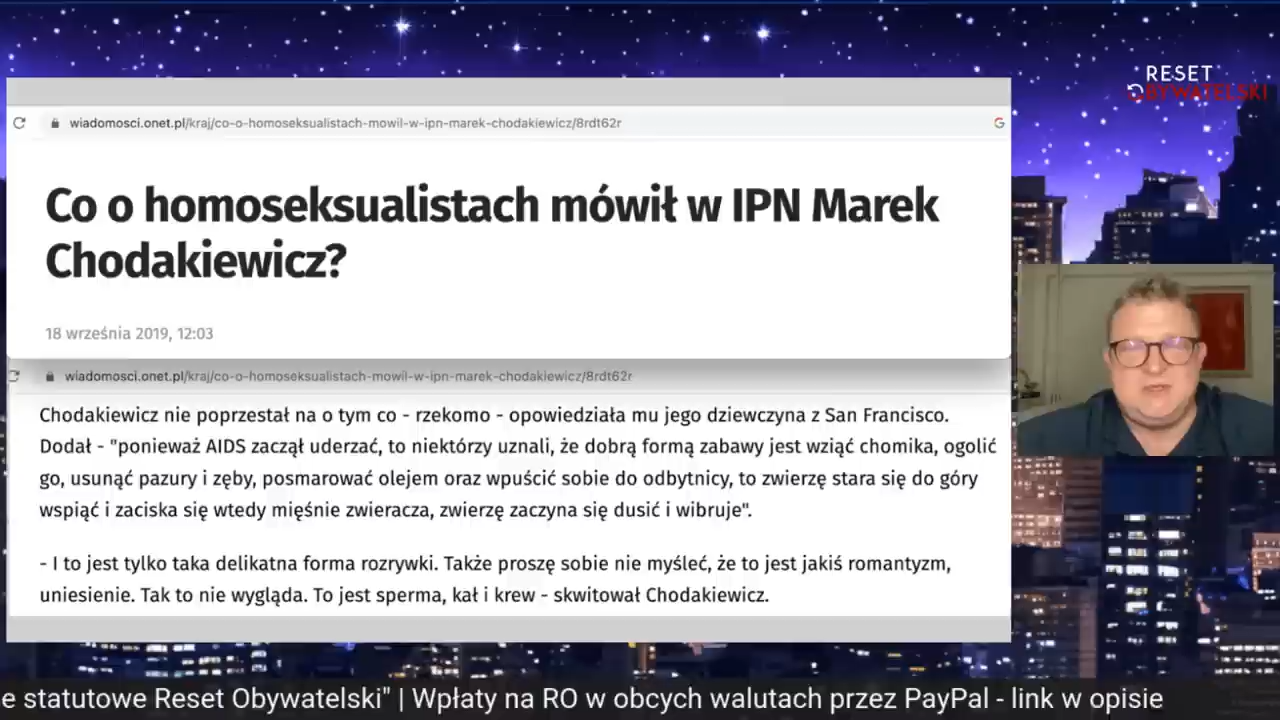 RESET
OBYWATELSKI
wiadomosci.onet.pl/kraj/co-o-homoseksualistach-mowil-w-ipn-marek-chodakiewicz/8rdt62r
Co o homoseksualistach mówił w IPN Marek
Chodakiewicz?
18 września 2019, 12:03
wiadomosci.onet.pl/kraj/co-o-homoseksualistach-mowil-w-ipn-marek-chodakiewicz/8rdt62r
Chodakiewicz nie poprzestał na o tym co - rzekomo - opowiedziała mu jego dziewczyna z San Francisco.
Dodał - "ponieważ AIDS zaczął uderzać, to niektórzy uznali, że dobrą formą zabawy jest wziąć chomika, ogolić
go, usunąć pazury i zęby, posmarować olejem oraz wpuścić sobie do odbytnicy, to zwierzę stara się do góry
wspiąć i zaciska się wtedy mięśnie zwieracza, zwierzę zaczyna się dusić i wibruje".
- I to jest tylko taka delikatna forma rozrywki. Także proszę sobie nie myśleć, że to jest jakiś romantyzm,
uniesienie. Tak to nie wygląda. To jest sperma, kał i krew - skwitował Chodakiewicz.
e statutowe Reset Obywatelski" | Wpłaty na RO w obcych walutach przez PayPal - link w opisie